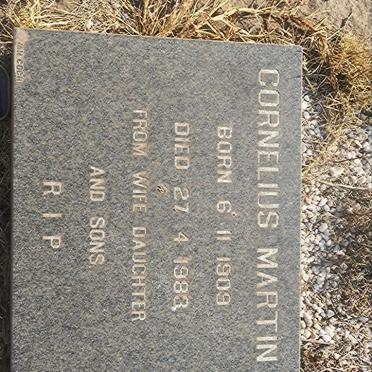 CORNELIUS MARTIN
BORN 6 11 1909
DIED 27 4 1983
FROM WIFE DAUGHTER
AND SONS
R I P